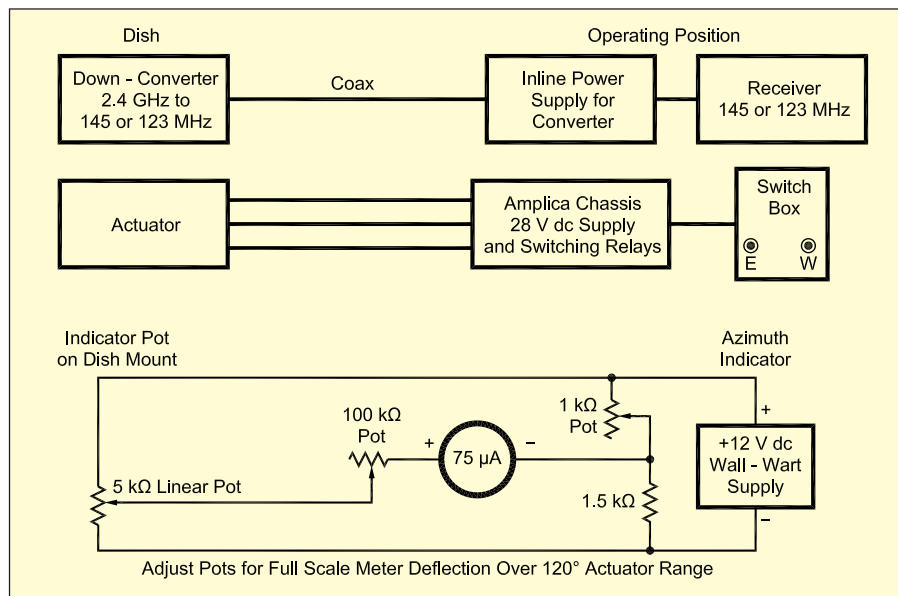 Dish
Operating Position
Down - Converter
2.4 GHz to
145 or 123 MHz
Coax
Inline Power
Supply for
Converter
Receiver
145 or 123 MHz
Actuator
Amplica Chassis
28 V dc Supply
and Switching Relays
Switch
Box
E
W
Indicator Pot
on Dish Mount
Azimuth
Indicator
100 kΩ
Pot
+
75 µA
–
1 kΩ
Pot
+
+12 V dc
Wall - Wart
Supply
–
5 kΩ Linear Pot
1.5 kΩ
Adjust Pots for Full Scale Meter Deflection Over 120° Actuator Range